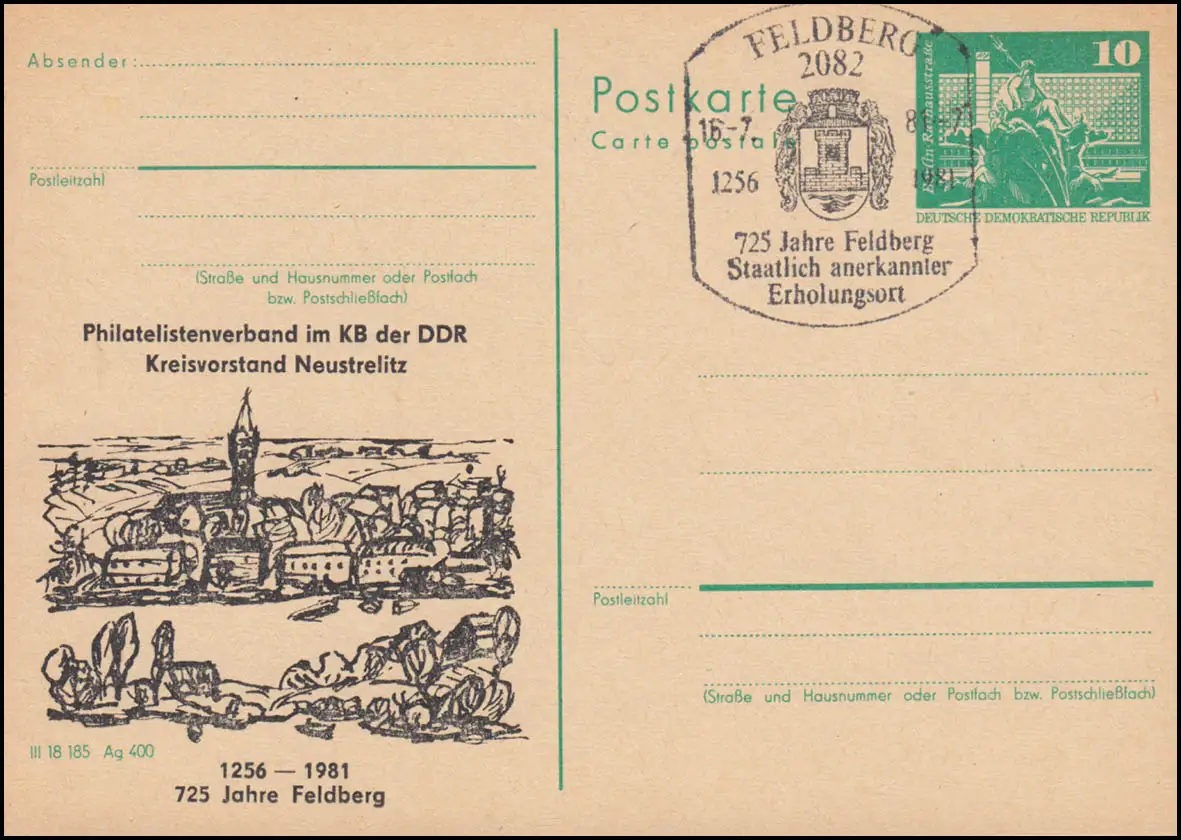 Absender:
Postleitzahl
(Straße und Hausnummer oder Postfach
bzw. Postschließfach)
Philatelistenverband im KB der DDR
Kreisvorstand Neustrelitz
III 18 185 Ag 400
1256 — 1981
725 Jahre Feldberg
Postkarte
Carte postale
FELDBERG
2082
16.-7.
1256
1981
725 Jahre Feldberg
Staatlich anerkannter
Erholungsort
10
Berlin, Rathausstraße
DEUTSCHE DEMOKRATISCHE REPUBLIK
Postleitzahl
(Straße und Hausnummer oder Postfach bzw. Postschließfach)